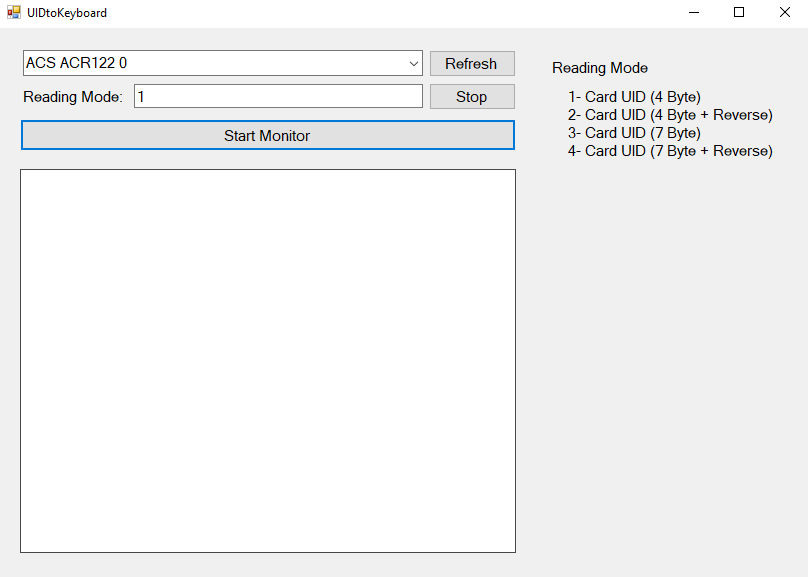 UIDtoKeyboard
ACS ACR122 0
Refresh
Reading Mode:
1
Stop
Start Monitor
Reading Mode
1- Card UID (4 Byte)
2- Card UID (4 Byte + Reverse)
3- Card UID (7 Byte)
4- Card UID (7 Byte + Reverse)